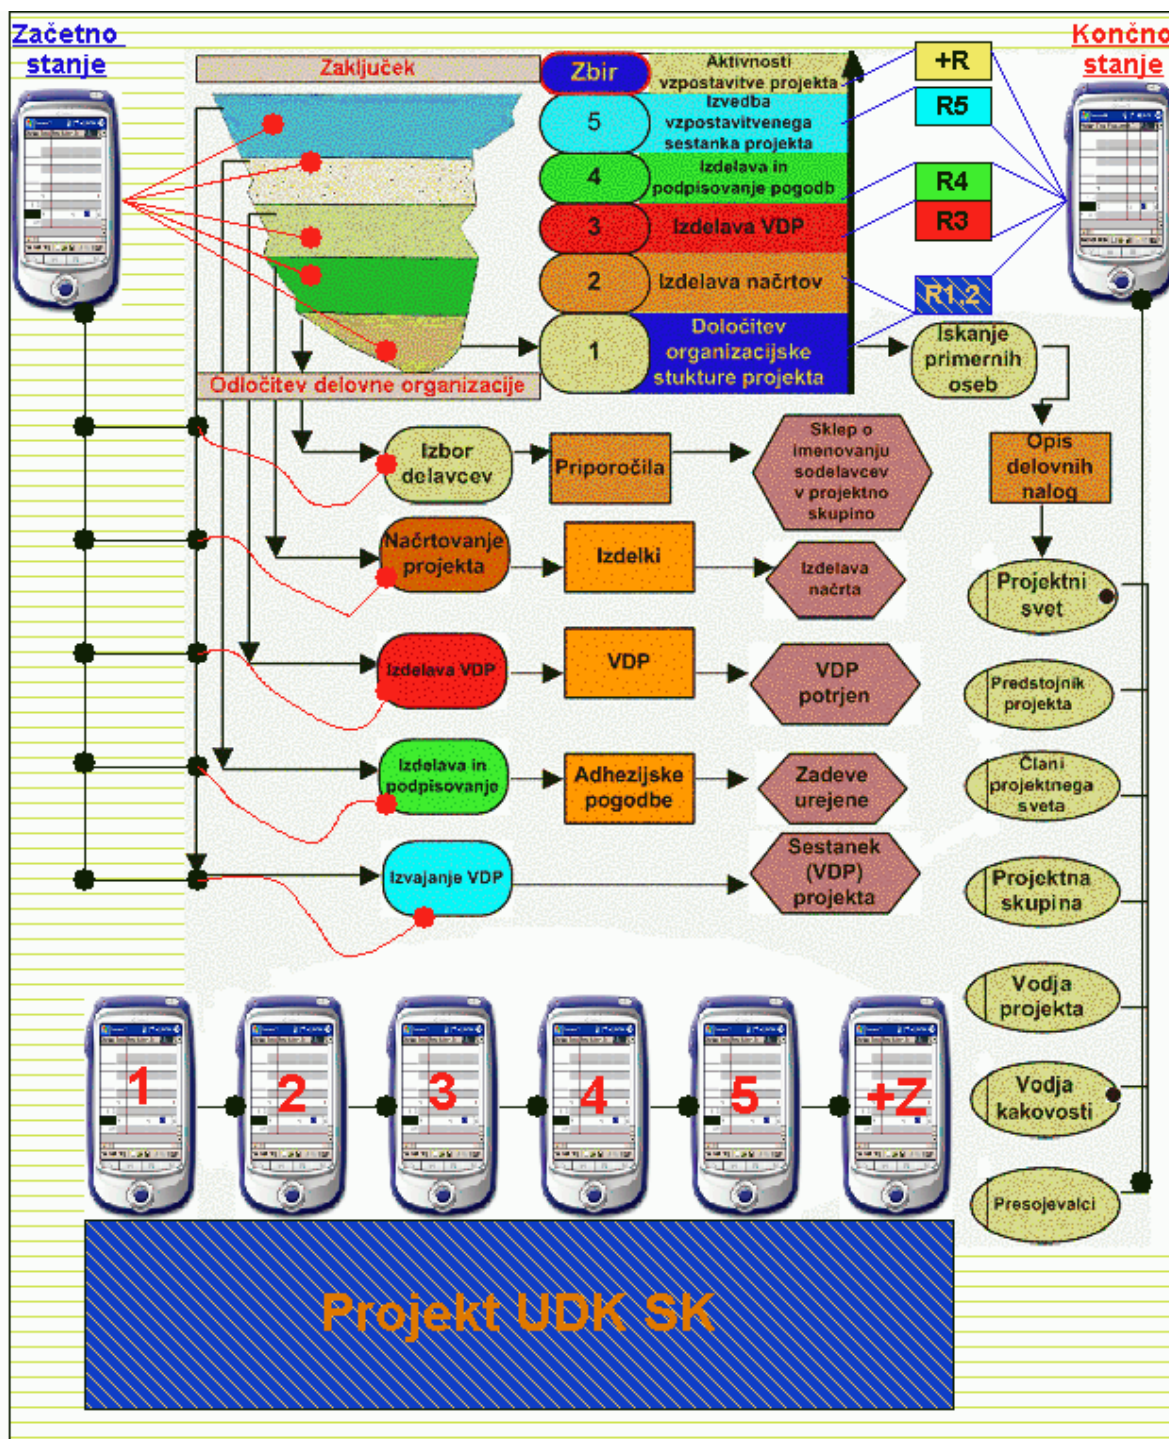 Začetno
stanje
Zaključek
Zbir
Aktivnosti
vzpostavitve projekta
+R
Končno
stanje
5
Izvedba
vzpostavitvenega
sestanka projekta
R5
4
Izdelava in
podpisovanje pogodb
R4
3
Izdelava VDP
R3
2
Izdelava načrtov
R1,2
1
Določitev
organizacijske
stukture projekta
Iskanje
primernih
oseb
Odločitev delovne organizacije
Izbor
delavcev
Priporočila
Sklep o
imenovanju
sodelavcev
v projektno
skupino
Opis
delovnih
nalog
Načrtovanje
projekta
Izdelki
Izdelava
načrta
Projektni
svet
Izdelava VDP
VDP
VDP
potrjen
Predstojnik
projekta
Izdelava in
podpisovanje
Adhezijske
pogodbe
Zadeve
urejene
Člani
projektnega
sveta
Izvajanje VDP
Sestanek
(VDP)
projekta
Projektna
skupina
Vodja
projekta
Vodja
kakovosti
Presojevalci
1
2
3
4
5
+Z
Projekt UDK SK